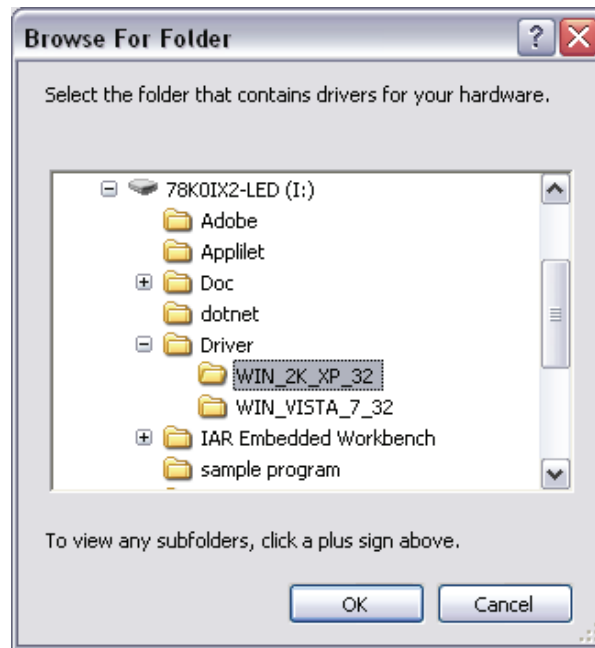 Browse For Folder
Select the folder that contains drivers for your hardware.
78K0IX2-LED (I:)
Adobe
Applilet
Doc
dotnet
Driver
WIN_2K_XP_32
WIN_VISTA_7_32
IAR Embedded Workbench
sample program
To view any subfolders, click a plus sign above.
OK Cancel